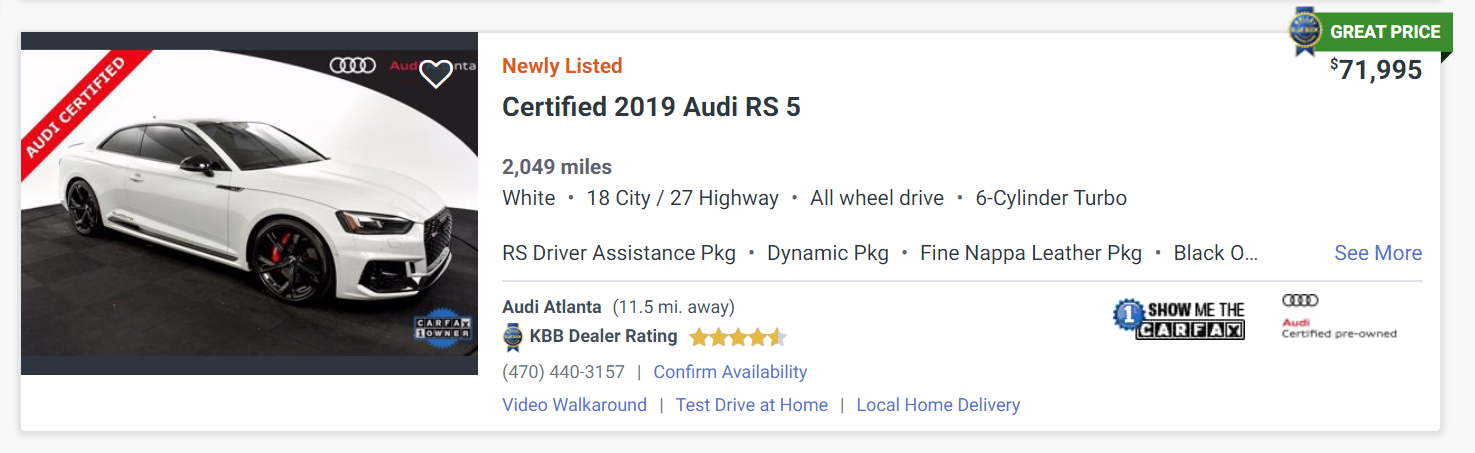 GREAT PRICE
$71,995
AUDI CERTIFIED
Audi Atlanta
Newly Listed
Certified 2019 Audi RS 5
2,049 miles
White • 18 City / 27 Highway • All wheel drive • 6-Cylinder Turbo
RS Driver Assistance Pkg • Dynamic Pkg • Fine Nappa Leather Pkg • Black O... See More
CARFAX
1 OWNER
Audi Atlanta (11.5 mi. away)
KBB Dealer Rating
(470) 440-3157 | Confirm Availability
Video Walkaround | Test Drive at Home | Local Home Delivery
1 SHOW ME THE
CARFAX
Audi
Certified pre-owned